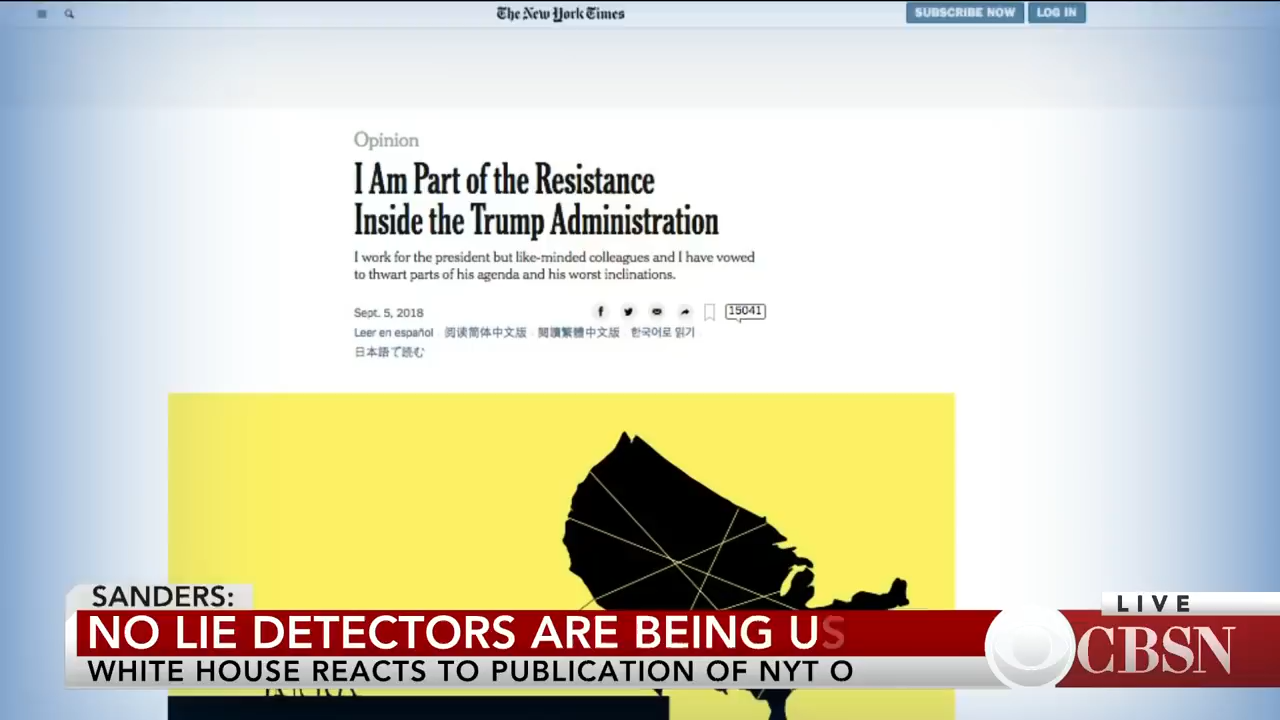 The New York Times
SUBSCRIBE NOW
LOG IN
Opinion
I Am Part of the Resistance
Inside the Trump Administration
I work for the president but like-minded colleagues and I have vowed
to thwart parts of his agenda and his worst inclinations.
Sept. 5, 2018
15041
Leer en español 阅读简体中文版 閱讀繁體中文版 한국어로 읽기
日本語で読む
SANDERS:
NO LIE DETECTORS ARE BEING US
WHITE HOUSE REACTS TO PUBLICATION OF NYT O
LIVE
CBSN